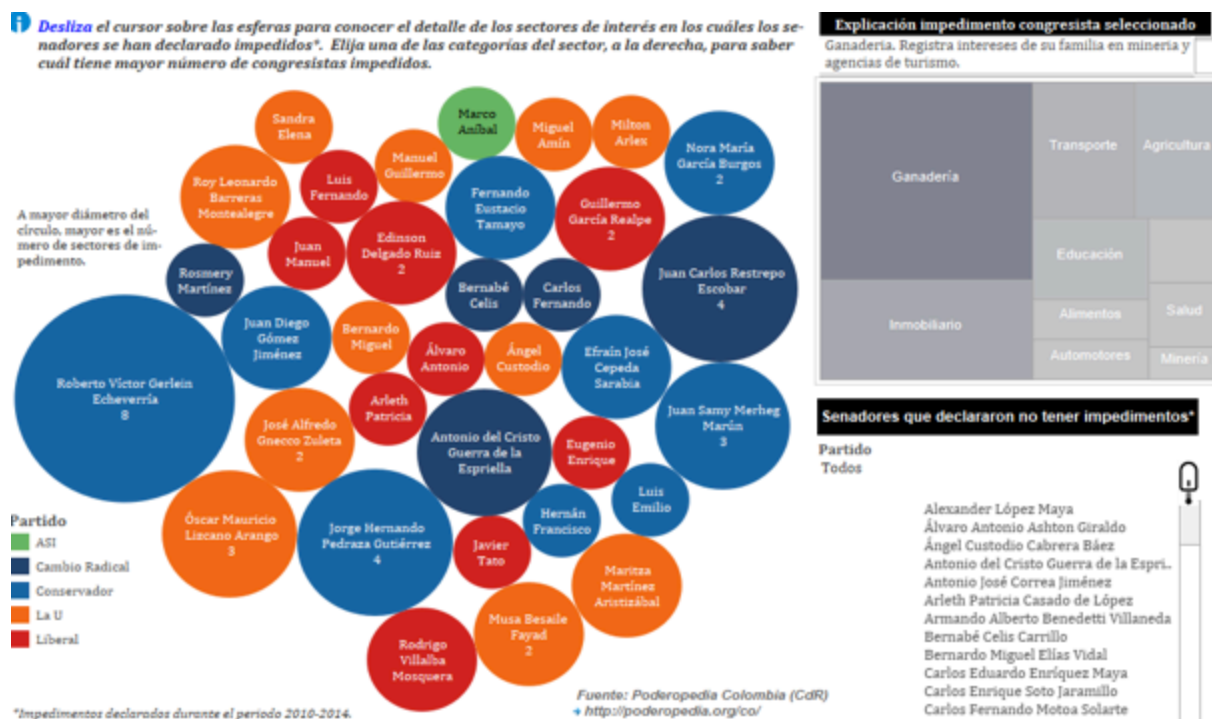 Desliza el cursor sobre las esferas para conocer el detalle de los sectores de interés en los cuáles los se-
nadores se han declarado impedidos*. Elija una de las categorías del sector, a la derecha, para saber
cuál tiene mayor número de congresistas impedidos.
Explicación impedimento congresista seleccionado
Ganadería. Registra intereses de su familia en minería y
agencias de turismo.
A mayor diámetro del
círculo, mayor es el nú-
mero de sectores de im-
pedimento.
Sandra
Elena
Marco
Aníbal
Miguel
Amín
Milton
Arlex
Nora María
García Burgos
2
Manuel
Guillermo
Luis
Fernando
Roy Leonardo
Barreras
Montealegre
Fernando
Eustacio
Tamayo
Guillermo
García Realpe
2
Juan
Manuel
Edinson
Delgado Ruiz
2
Rosmery
Martínez
Bernabé
Celis
Carlos
Fernando
Juan Carlos Restrepo
Escobar
4
Juan Diego
Gómez
Jiménez
Bernardo
Miguel
Álvaro
Antonio
Ángel
Custodio
Efraín José
Cepeda
Sarabia
Roberto Víctor Gerlein
Echeverría
8
Arleth
Patricia
Juan Samy Merheg
Marún
3
José Alfredo
Gnecco Zuleta
2
Antonio del Cristo
Guerra de la
Espriella
Eugenio
Enrique
Luis
Emilio
Óscar Mauricio
Lizcano Arango
3
Jorge Hernando
Pedraza Gutiérrez
4
Hernán
Francisco
Javier
Tato
Maritza
Martínez
Aristizábal
Musa Besaile
Fayad
2
Rodrigo
Villalba
Mosquera
Partido
ASI
Cambio Radical
Conservador
La U
Liberal
Ganadería
Transporte
Agricultura
Educación
Inmobiliario
Alimentos
Salud
Automotores
Minería
Senadores que declararon no tener impedimentos*
Partido
Todos
Alexander López Maya
Álvaro Antonio Ashton Giraldo
Ángel Custodio Cabrera Báez
Antonio del Cristo Guerra de la Espri..
Antonio José Correa Jiménez
Arleth Patricia Casado de López
Armando Alberto Benedetti Villaneda
Bernabé Celis Carrillo
Bernardo Miguel Elías Vidal
Carlos Eduardo Enríquez Maya
Carlos Enrique Soto Jaramillo
Carlos Fernando Motoa Solarte
Fuente: Poderopedia Colombia (CdR)
http://poderopedia.org/co/
*Impedimentos declarados durante el periodo 2010-2014.